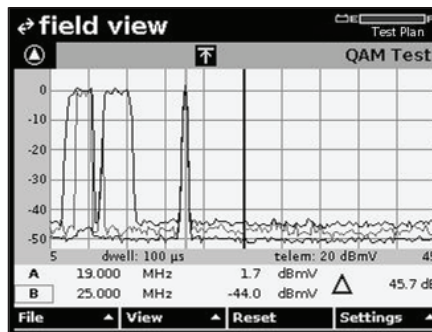 field view
E
Test Plan
QAM Test
0
-10
-20
-30
-40
-50
5 dwell: 100 µs telem: 20 dBmV
A 19.000 MHz 1.7 dBmV
B 25.000 MHz -44.0 dBmV
Δ 45.7 dB
File View Reset Settings